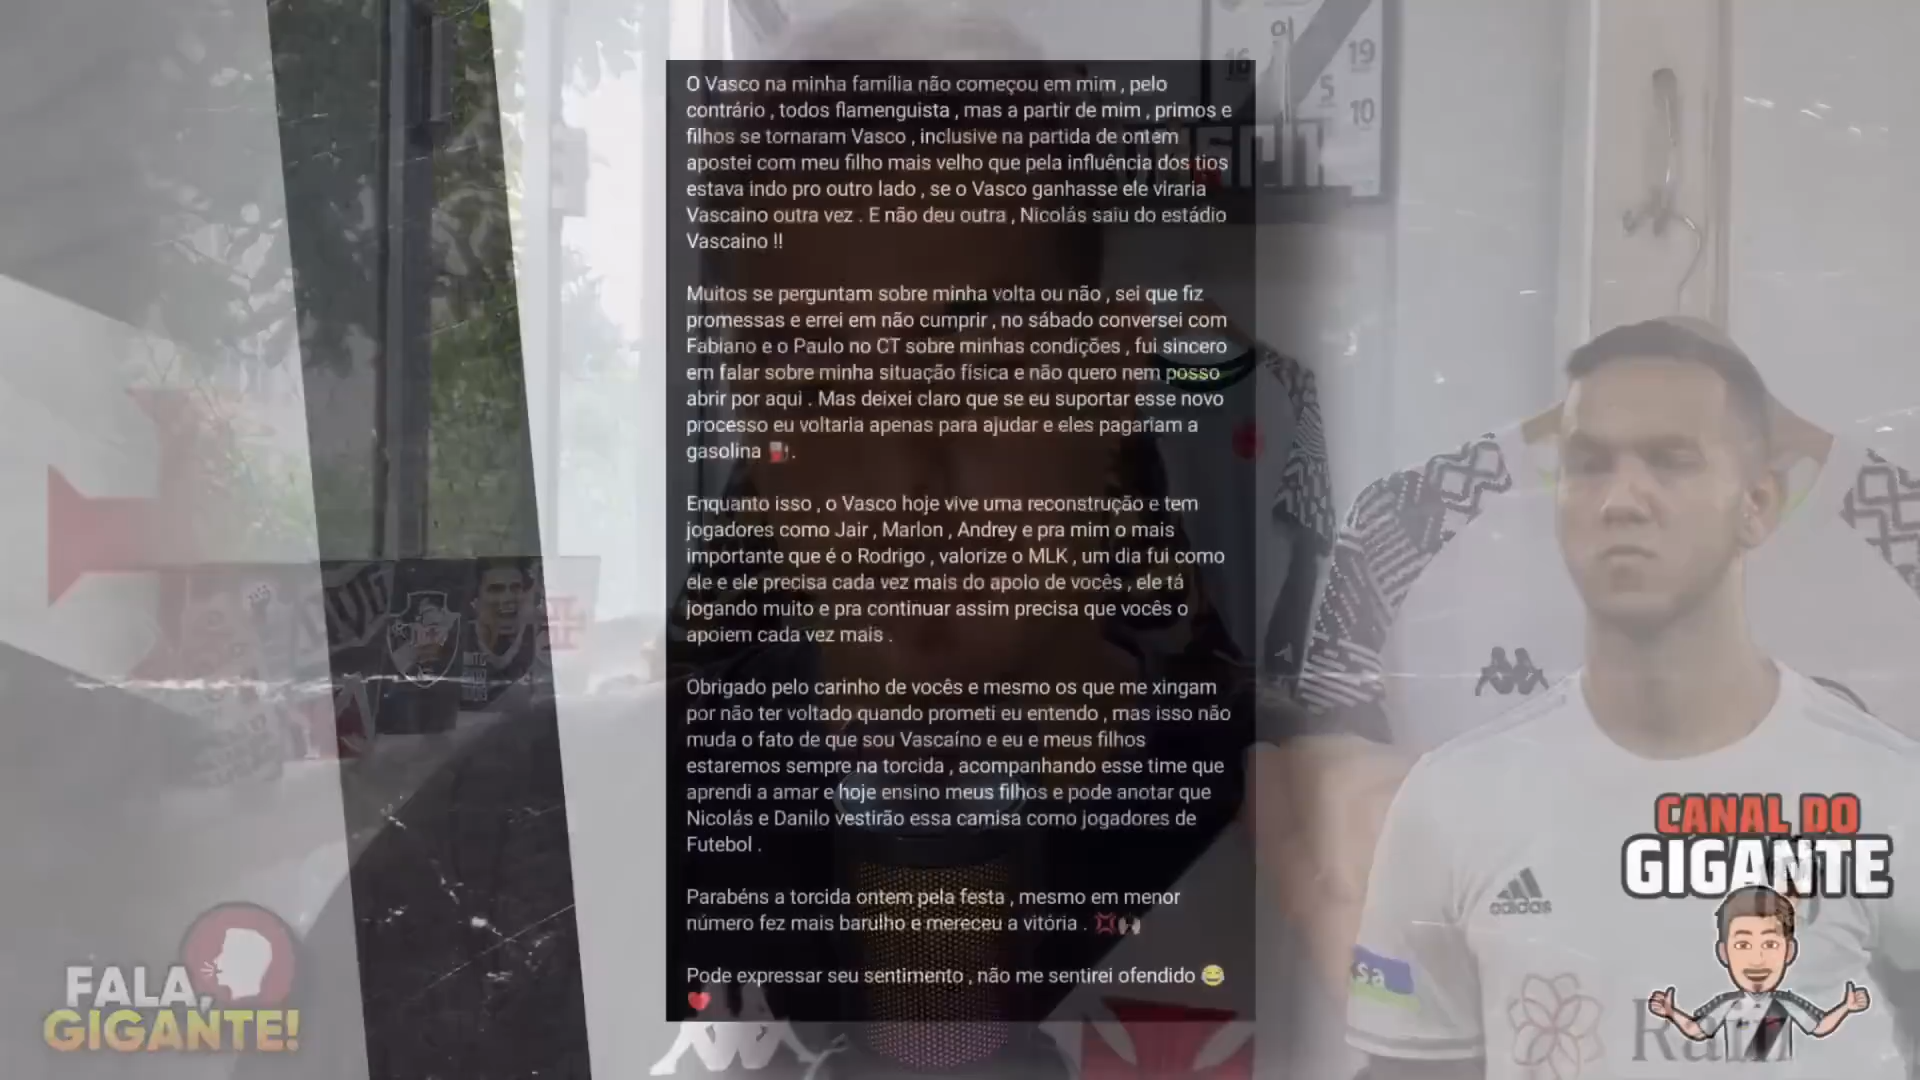 O Vasco na minha família não começou em mim , pelo
contrário , todos flamenguista , mas a partir de mim , primos e
filhos se tornaram Vasco , inclusive na partida de ontem
apostei com meu filho mais velho que pela influência dos tios
estava indo pro outro lado , se o Vasco ganhasse ele viraria
Vascaino outra vez . E não deu outra , Nicolás saiu do estádio
Vascaino !!
Muitos se perguntam sobre minha volta ou não , sei que fiz
promessas e errei em não cumprir , no sábado conversei com
Fabiano e o Paulo no CT sobre minhas condições , fui sincero
em falar sobre minha situação física e não quero nem posso
abrir por aqui . Mas deixei claro que se eu suportar esse novo
processo eu voltaria apenas para ajudar e eles pagariam a
gasolina ⛽️.
Enquanto isso , o Vasco hoje vive uma reconstrução e tem
jogadores como Jair , Marlon , Andrey e pra mim o mais
importante que é o Rodrigo , valorize o MLK , um dia fui como
ele e ele precisa cada vez mais do apoio de vocês , ele tá
jogando muito e pra continuar assim precisa que vocês o
apoiem cada vez mais .
Obrigado pelo carinho de vocês e mesmo os que me xingam
por não ter voltado quando prometi eu entendo , mas isso não
muda o fato de que sou Vascaíno e eu e meus filhos
estaremos sempre na torcida , acompanhando esse time que
aprendi a amar e hoje ensino meus filhos e pode anotar que
Nicolás e Danilo vestirão essa camisa como jogadores de
Futebol .
Parabéns a torcida ontem pela festa , mesmo em menor
número fez mais barulho e mereceu a vitória . 💢🙌🏿
Pode expressar seu sentimento , não me sentirei ofendido 😅
❤️
16
9
19
5
10
adidas
sa
CANAL DO
GIGANTE
FALA,
GIGANTE!